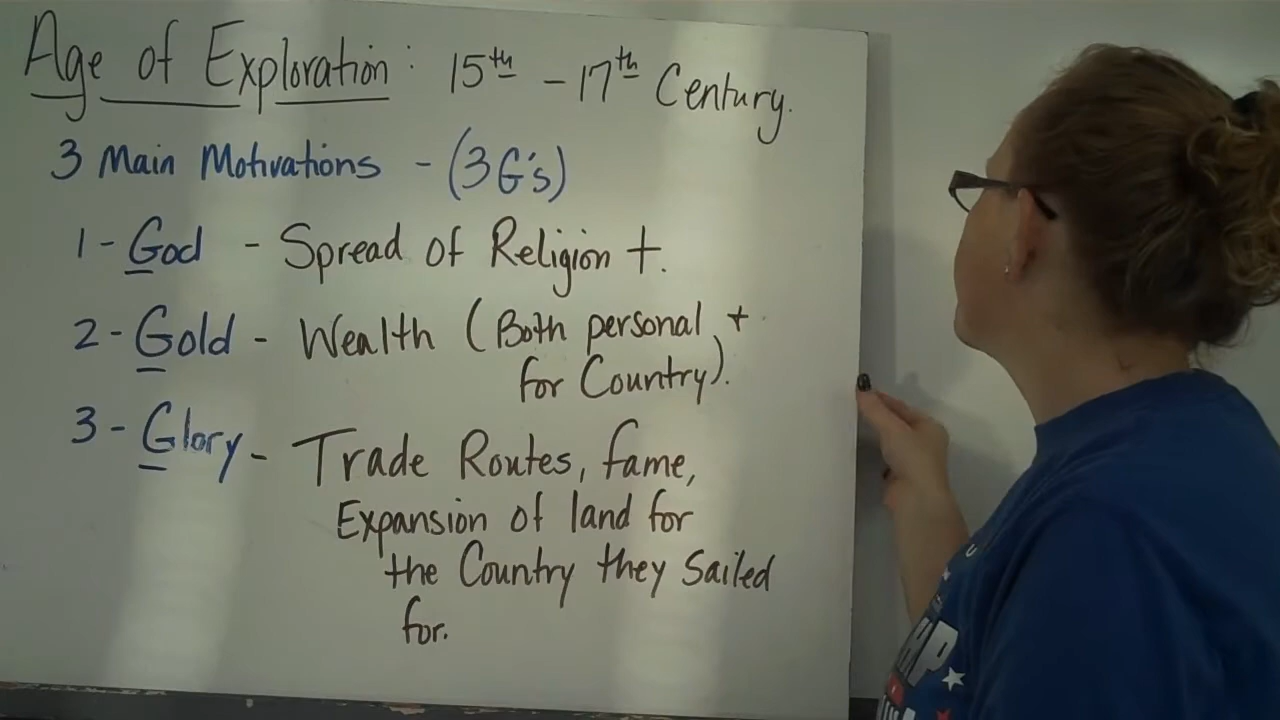 Age of Exploration: 15th - 17th Century.
3 Main Motivations - (3 G's)
1 - God - Spread of Religion +.
2 - Gold - Wealth (Both personal +
for Country).
3 - Glory - Trade Routes, fame,
Expansion of land for
the Country they Sailed
for.